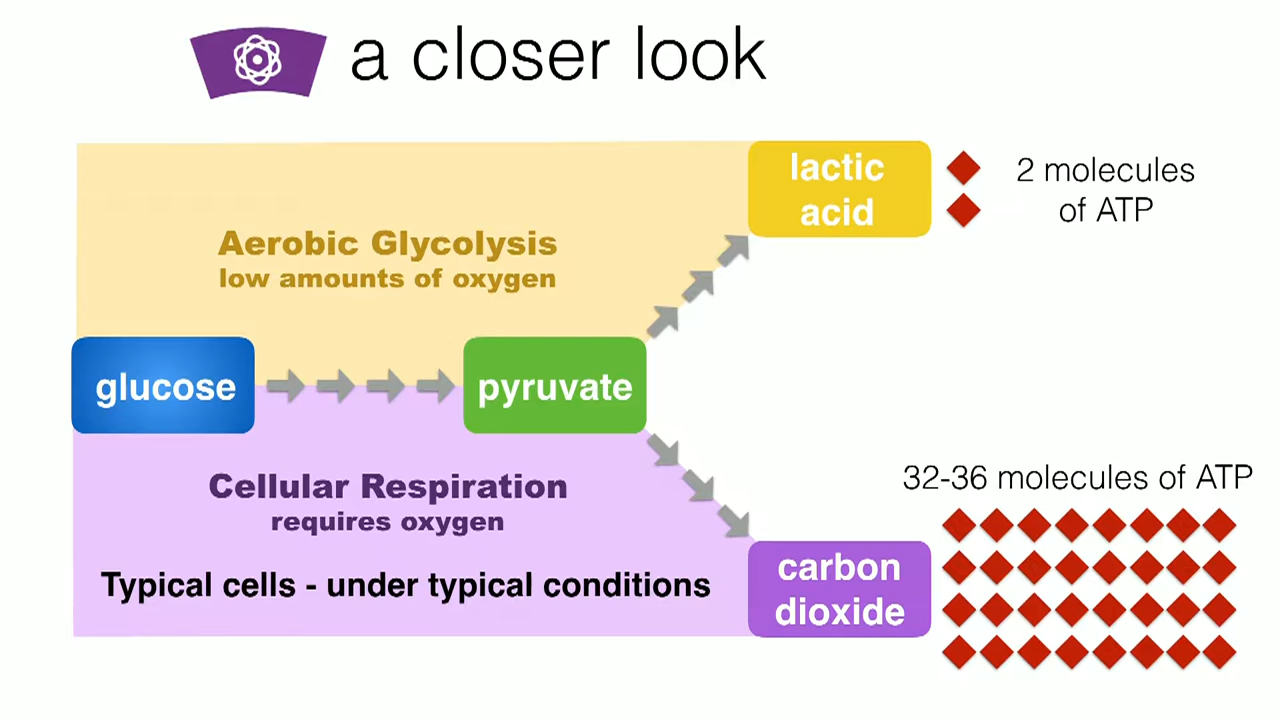 a closer look
lactic
acid
2 molecules
of ATP
Aerobic Glycolysis
low amounts of oxygen
glucose
pyruvate
Cellular Respiration
requires oxygen
Typical cells - under typical conditions
32-36 molecules of ATP
carbon
dioxide